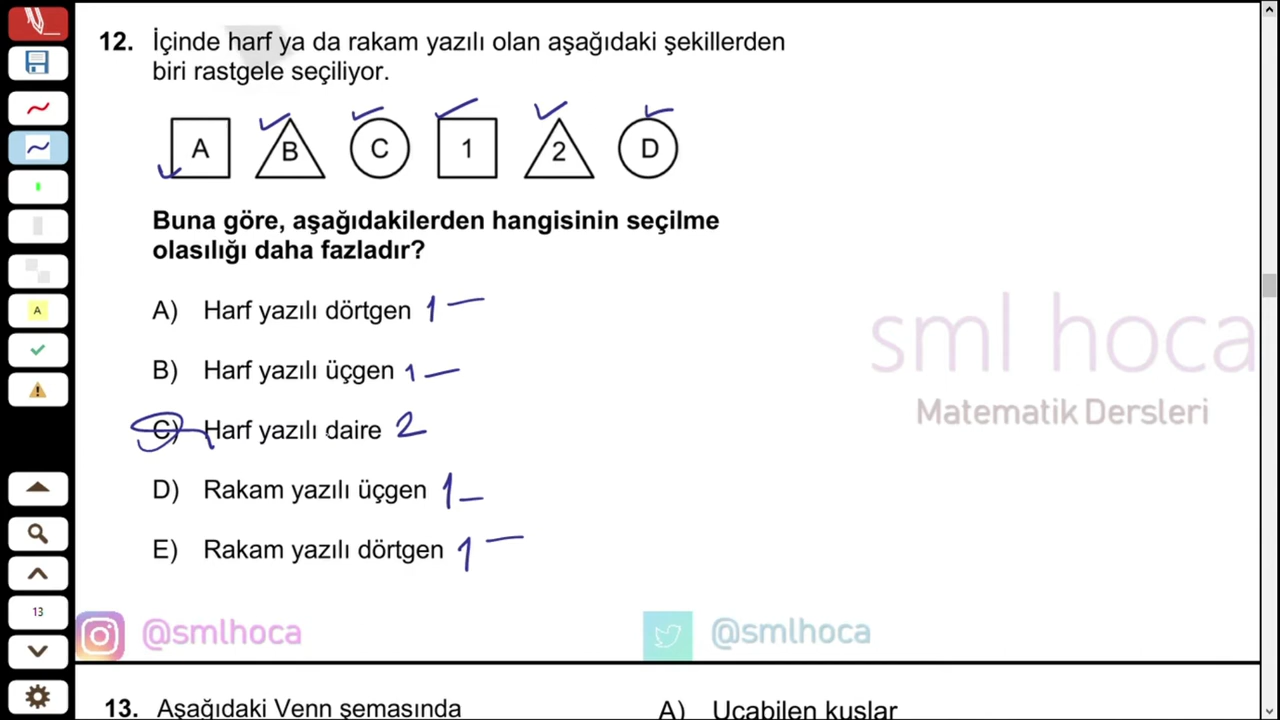 12. İçinde harf ya da rakam yazılı olan aşağıdaki şekillerden
biri rastgele seçiliyor.
A B C 1 2 D
Buna göre, aşağıdakilerden hangisinin seçilme
olasılığı daha fazladır?
A) Harf yazılı dörtgen 1
B) Harf yazılı üçgen 1
C) Harf yazılı daire 2
D) Rakam yazılı üçgen 1
E) Rakam yazılı dörtgen 1
sml hoca
Matematik Dersleri
@smlhoca @smlhoca
13. Aşağıdaki Venn şemasında
A) Uçabilen kuşlar
A
13